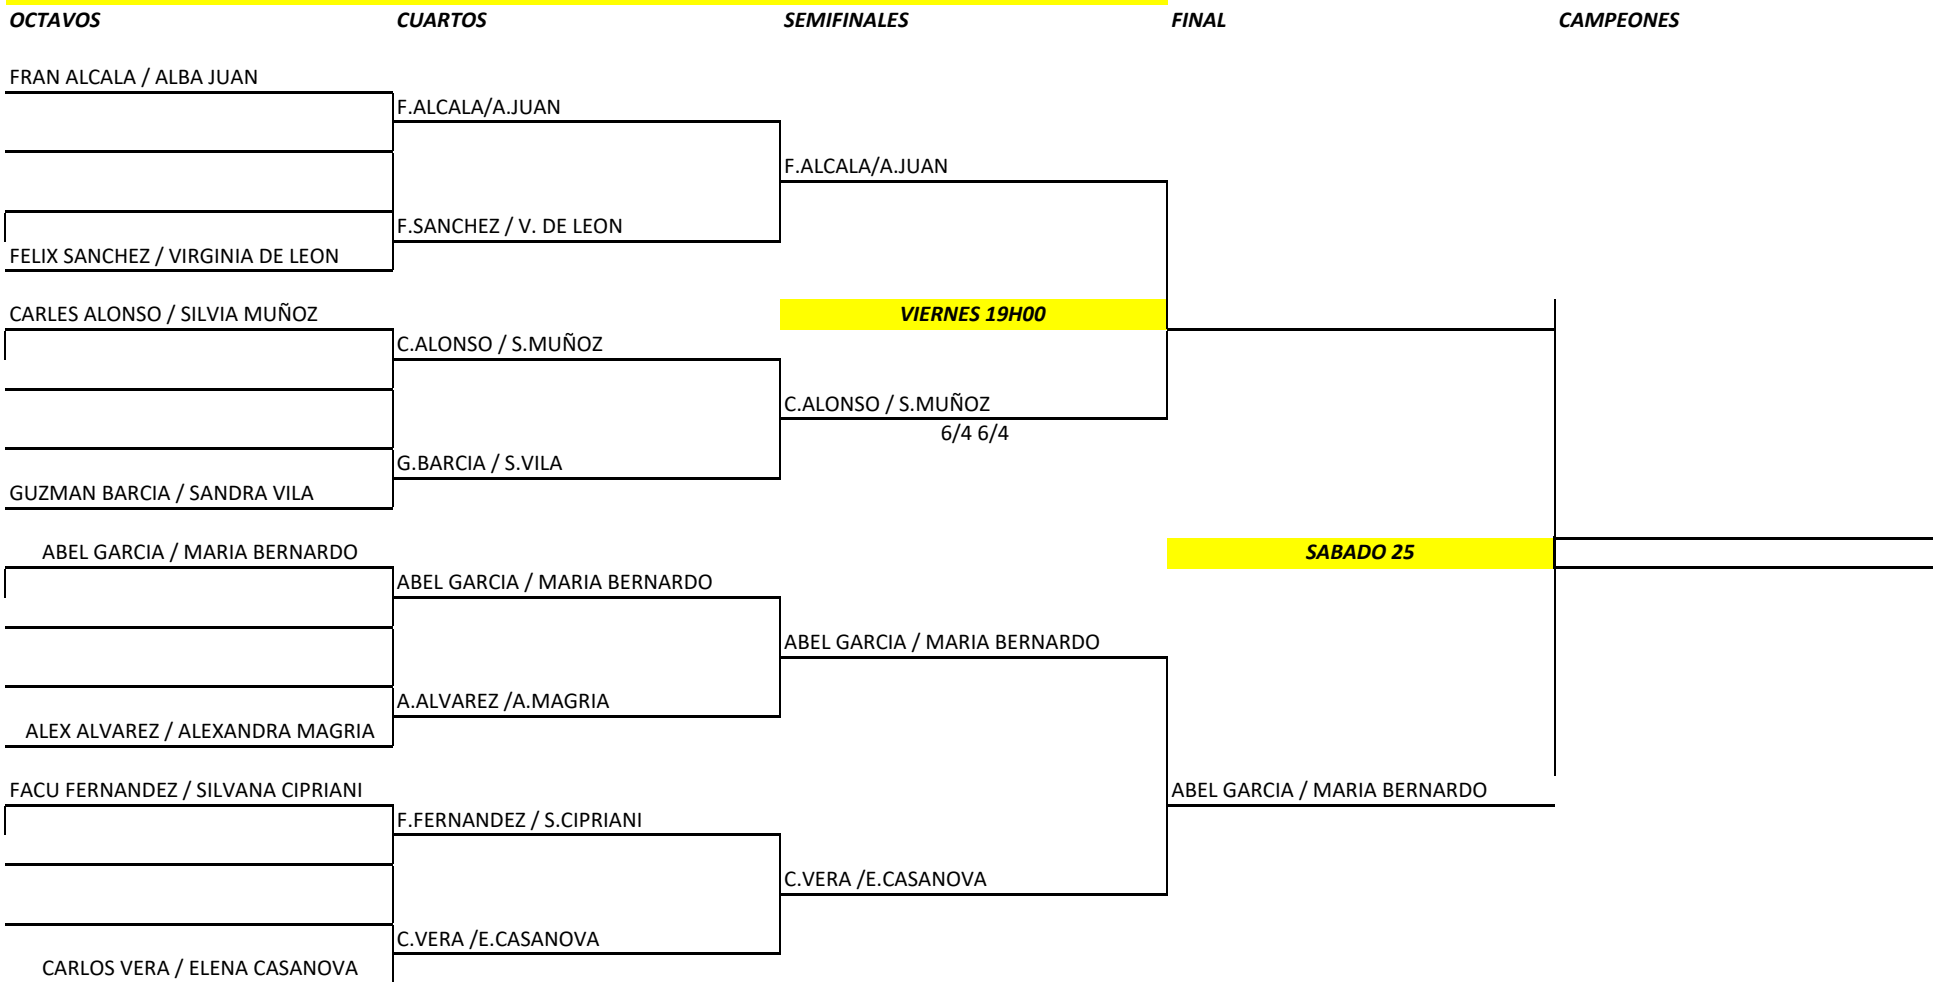 OCTAVOS CUARTOS SEMIFINALES FINAL CAMPEONES
FRAN ALCALA / ALBA JUAN
F.ALCALA/A.JUAN
F.ALCALA/A.JUAN
F.SANCHEZ / V. DE LEON
FELIX SANCHEZ / VIRGINIA DE LEON
CARLES ALONSO / SILVIA MUÑOZ VIERNES 19H00
C.ALONSO / S.MUÑOZ
C.ALONSO / S.MUÑOZ
6/4 6/4
G.BARCIA / S.VILA
GUZMAN BARCIA / SANDRA VILA
ABEL GARCIA / MARIA BERNARDO SABADO 25
ABEL GARCIA / MARIA BERNARDO
ABEL GARCIA / MARIA BERNARDO
A.ALVAREZ /A.MAGRIA
ALEX ALVAREZ / ALEXANDRA MAGRIA
FACU FERNANDEZ / SILVANA CIPRIANI ABEL GARCIA / MARIA BERNARDO
F.FERNANDEZ / S.CIPRIANI
C.VERA /E.CASANOVA
C.VERA /E.CASANOVA
CARLOS VERA / ELENA CASANOVA